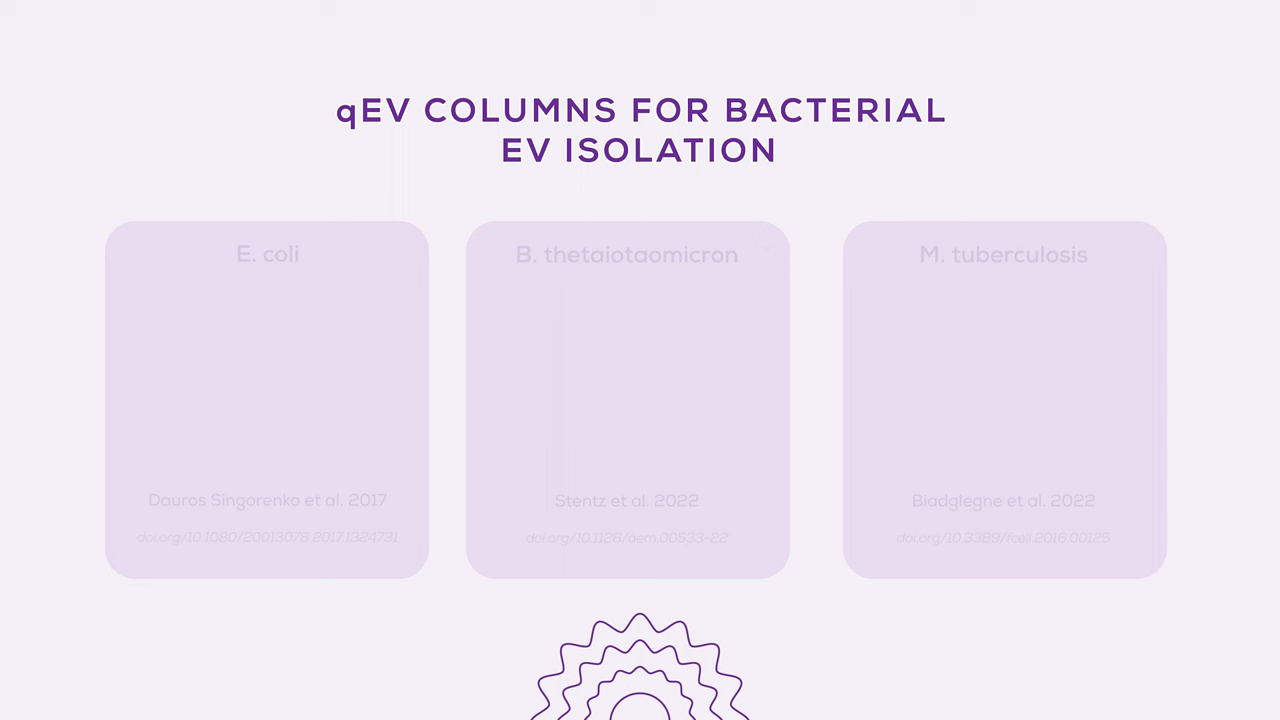 qEV COLUMNS FOR BACTERIAL
EV ISOLATION
E. coli
B. thetaiotaomicron
M. tuberculosis
Dauros Singorenko et al. 2017
Stentz et al. 2022
Biadglegne et al. 2022
doi.org/10.1080/20013078.2017.1324731
doi.org/10.1128/aem.00533-22
doi.org/10.3389/fcell.2016.00125